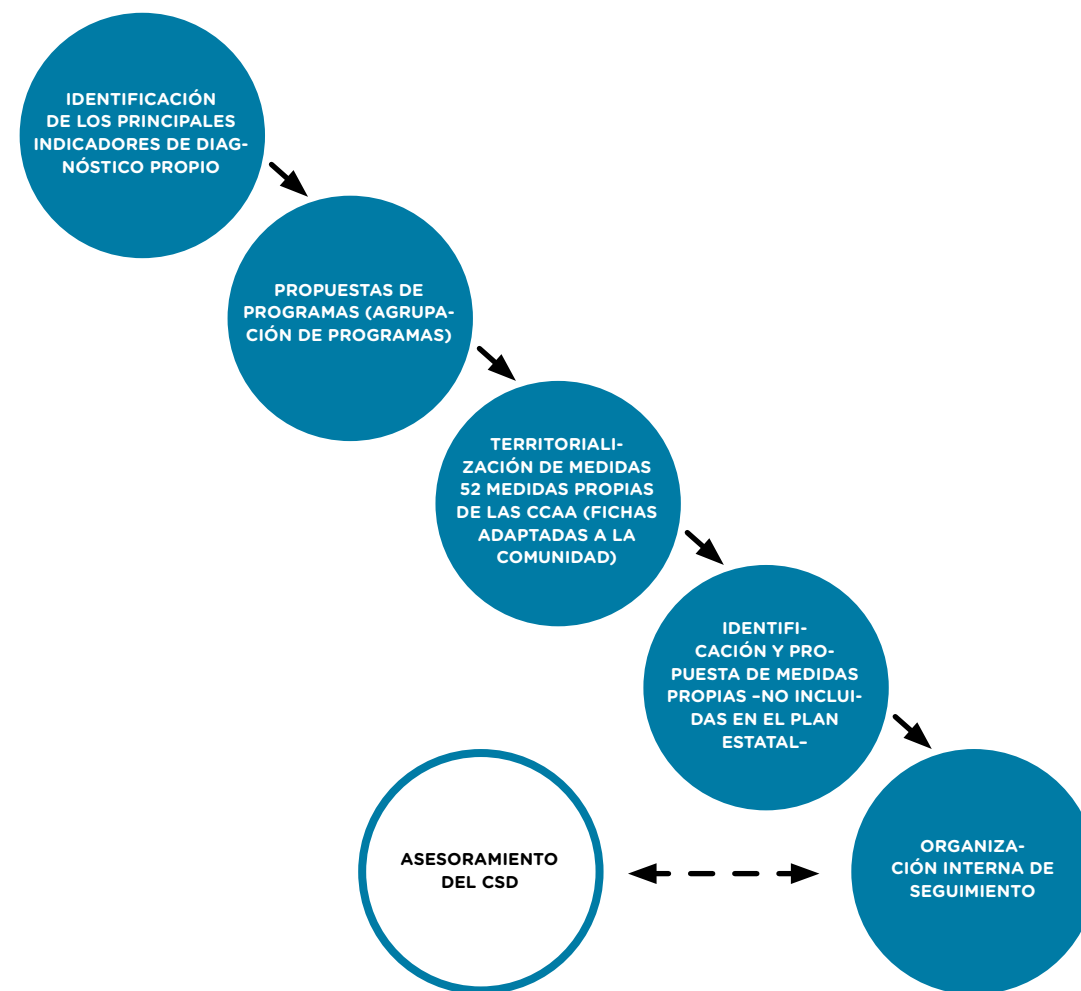 IDENTIFICACIÓN
DE LOS PRINCIPALES
INDICADORES DE DIAG-
NÓSTICO PROPIO
PROPUESTAS DE
PROGRAMAS (AGRUPA-
CIÓN DE PROGRAMAS)
TERRITORIALI-
ZACIÓN DE MEDIDAS
52 MEDIDAS PROPIAS
DE LAS CCAA (FICHAS
ADAPTADAS A LA
COMUNIDAD)
IDENTIFI-
CACIÓN Y PRO-
PUESTA DE MEDIDAS
PROPIAS –NO INCLUI-
DAS EN EL PLAN
ESTATAL–
ASESORAMIENTO
DEL CSD
ORGANIZA-
CIÓN INTERNA DE
SEGUIMIENTO